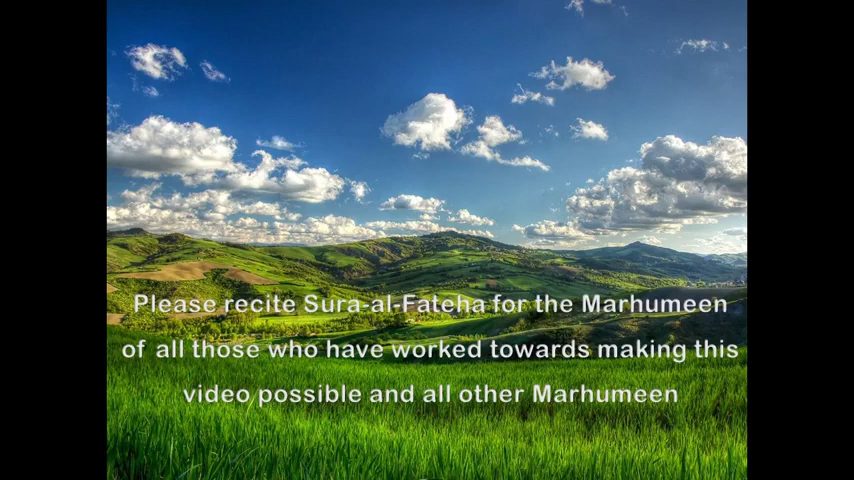 Please recite Sura-al-Fateha for the Marhumeen
of all those who have worked towards making this
video possible and all other Marhumeen